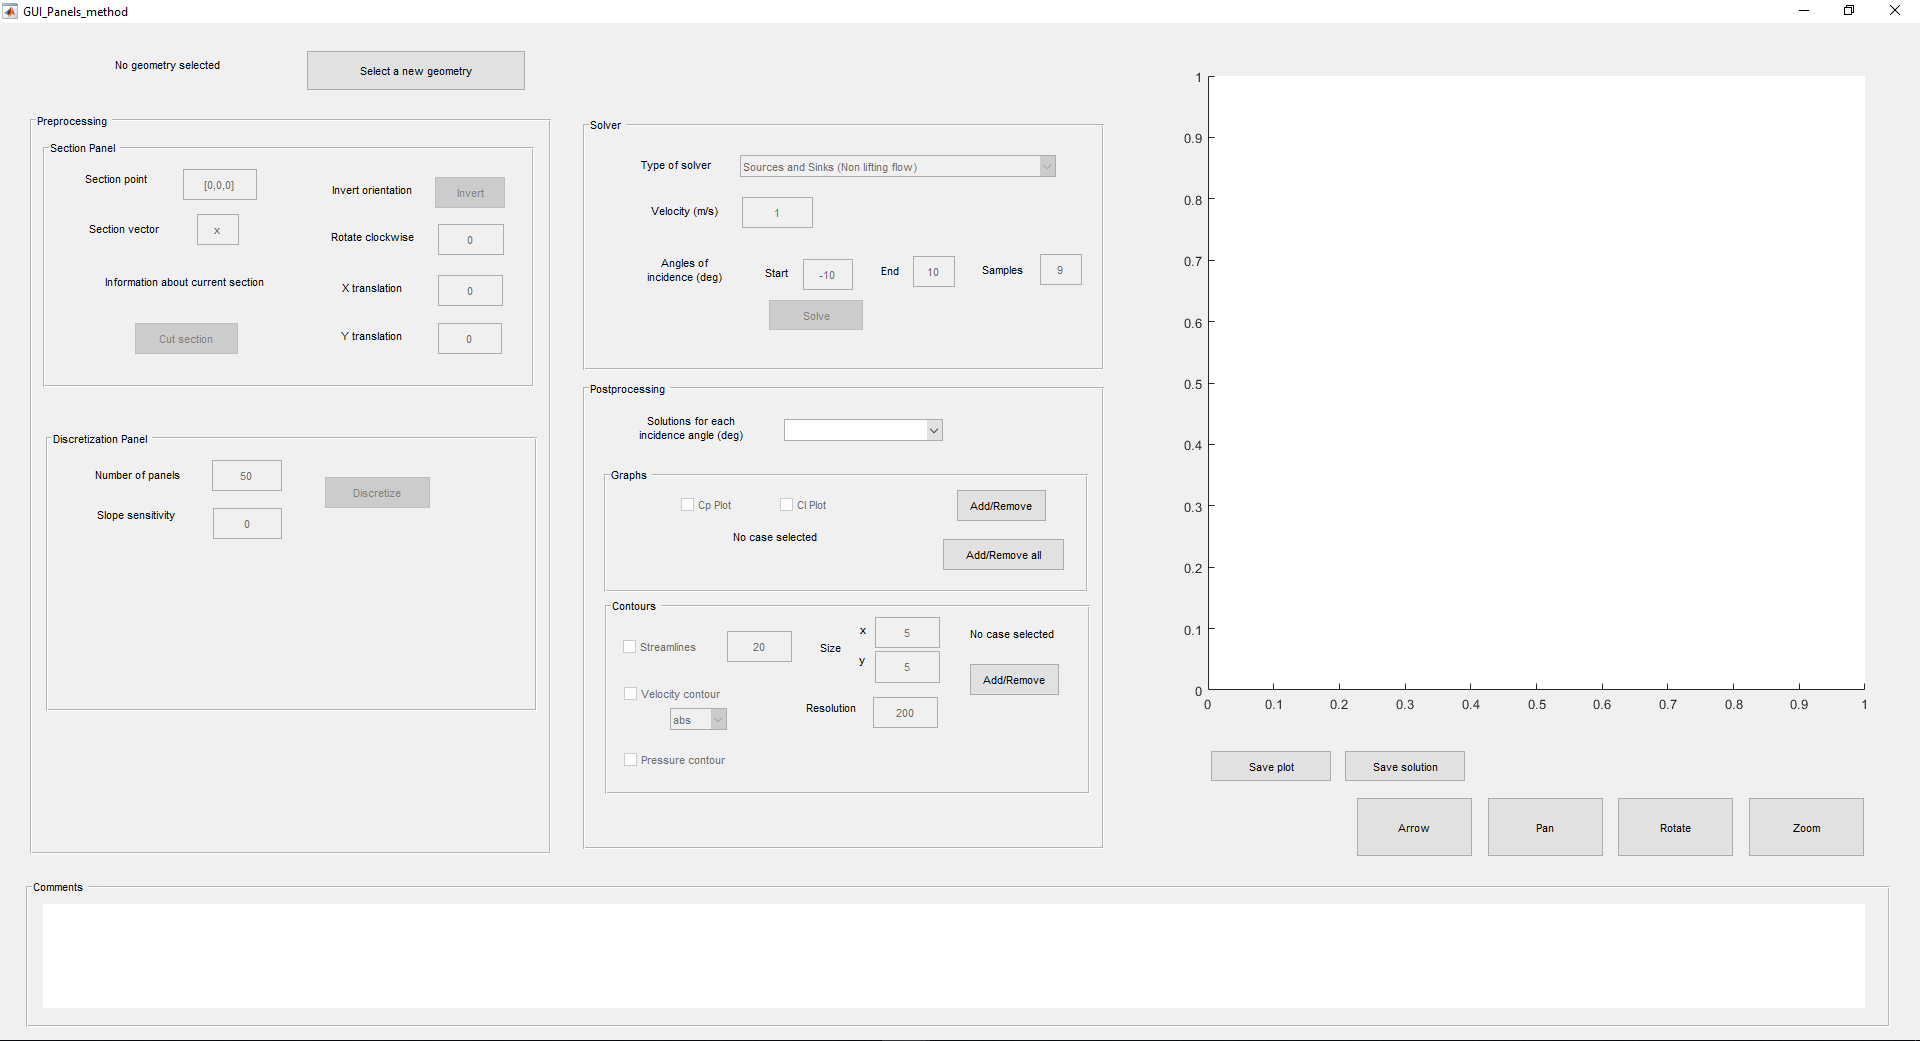 GUI_Panels_method
No geometry selected
Select a new geometry
Preprocessing
Section Panel
Section point
[0,0,0]
Invert orientation
Invert
Section vector
x
Rotate clockwise
0
Information about current section
X translation
0
Cut section
Y translation
0
Discretization Panel
Number of panels
50
Discretize
Slope sensitivity
0
Solver
Type of solver
Sources and Sinks (Non lifting flow)
Velocity (m/s)
1
Angles of
incidence (deg)
Start
-10
End
10
Samples
9
Solve
Postprocessing
Solutions for each
incidence angle (deg)
Graphs
Cp Plot
Cl Plot
Add/Remove
No case selected
Add/Remove all
Contours
Streamlines
20
Size
x
5
y
5
No case selected
Add/Remove
Velocity contour
abs
Resolution
200
Pressure contour
1
0.9
0.8
0.7
0.6
0.5
0.4
0.3
0.2
0.1
0
0 0.1 0.2 0.3 0.4 0.5 0.6 0.7 0.8 0.9 1
Save plot
Save solution
Arrow
Pan
Rotate
Zoom
Comments